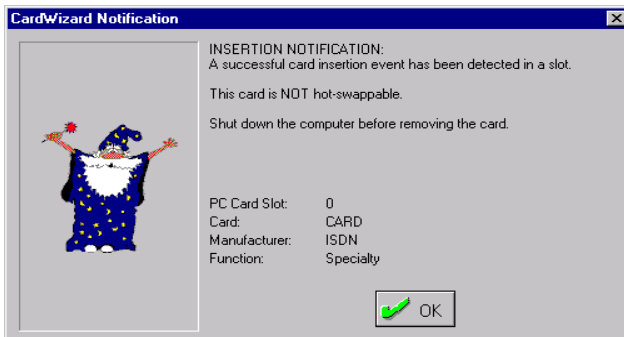 CardWizard Notification
INSERTION NOTIFICATION:
A successful card insertion event has been detected in a slot.
This card is NOT hot-swappable.
Shut down the computer before removing the card.
PC Card Slot: 0
Card: CARD
Manufacturer: ISDN
Function: Specialty
OK